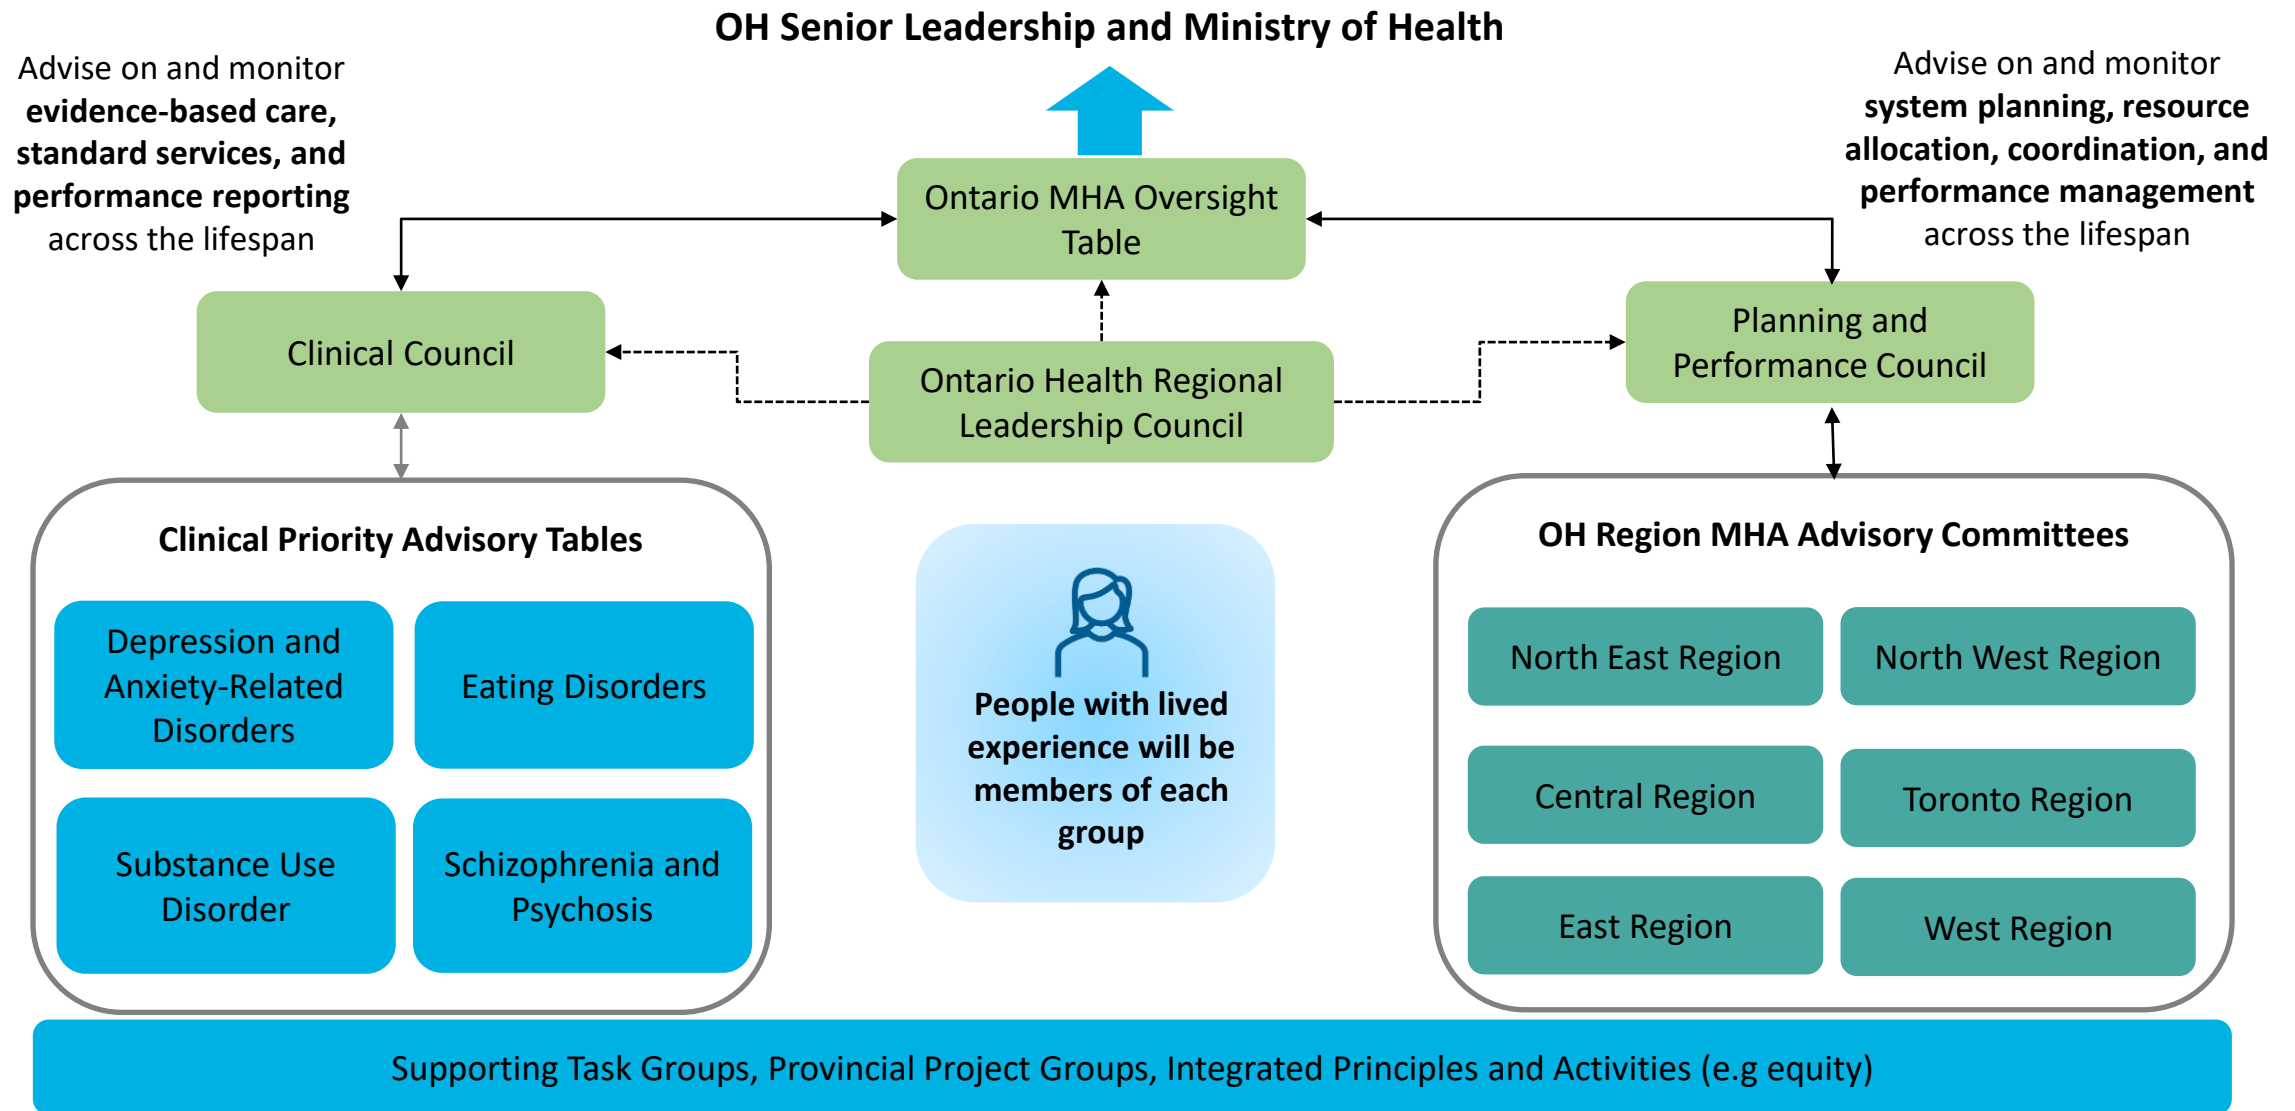 OH Senior Leadership and Ministry of Health
Advise on and monitor
evidence-based care,
standard services, and
performance reporting
across the lifespan
Advise on and monitor
system planning, resource
allocation, coordination, and
performance management
across the lifespan
Ontario MHA Oversight
Table
Clinical Council
Ontario Health Regional
Leadership Council
Planning and
Performance Council
Clinical Priority Advisory Tables
Depression and
Anxiety-Related
Disorders
Eating Disorders
Substance Use
Disorder
Schizophrenia and
Psychosis
People with lived
experience will be
members of each
group
OH Region MHA Advisory Committees
North East Region
North West Region
Central Region
Toronto Region
East Region
West Region
Supporting Task Groups, Provincial Project Groups, Integrated Principles and Activities (e.g equity)